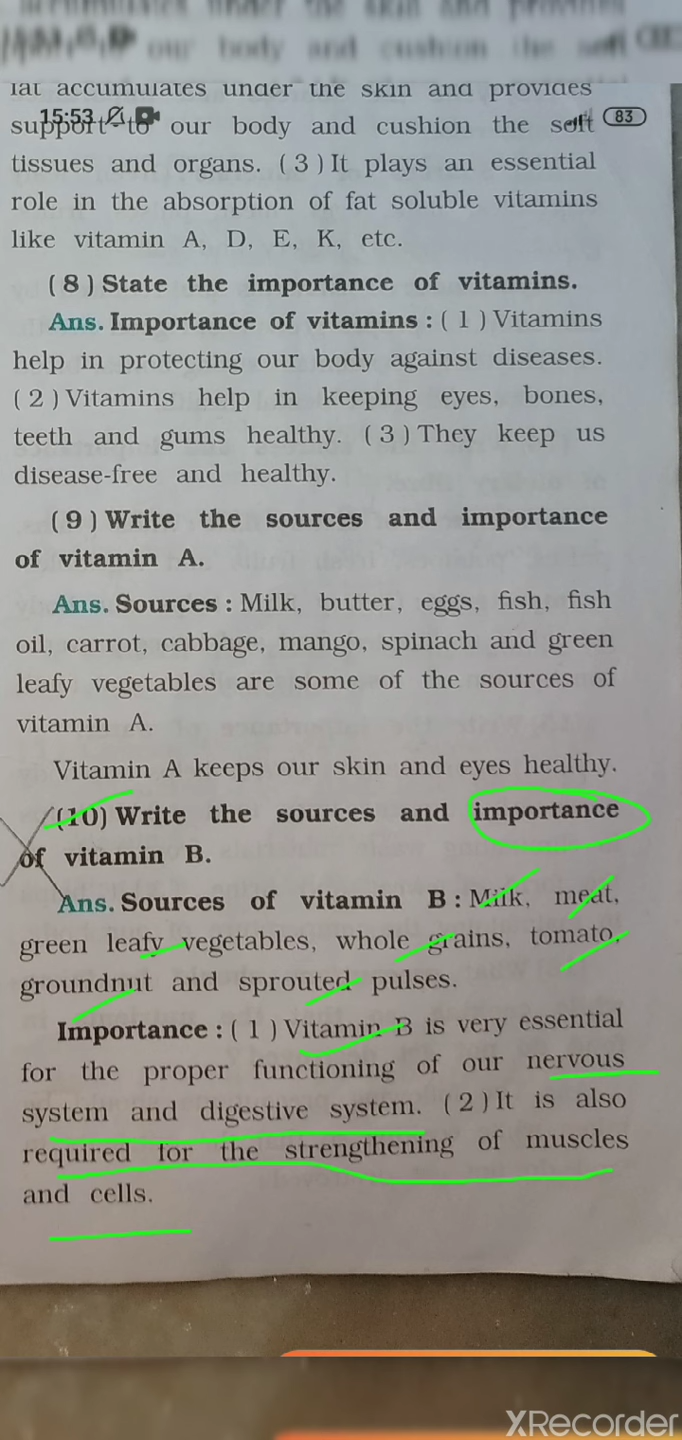 our body and cushion the soft
fat accumulates under the skin and provides
15:53
83
support to our body and cushion the soft
tissues and organs. ( 3 ) It plays an essential
role in the absorption of fat soluble vitamins
like vitamin A, D, E, K, etc.
( 8 ) State the importance of vitamins.
Ans. Importance of vitamins : ( 1 ) Vitamins
help in protecting our body against diseases.
( 2 ) Vitamins help in keeping eyes, bones,
teeth and gums healthy. ( 3 ) They keep us
disease-free and healthy.
( 9 ) Write the sources and importance
of vitamin A.
Ans. Sources : Milk, butter, eggs, fish, fish
oil, carrot, cabbage, mango, spinach and green
leafy vegetables are some of the sources of
vitamin A.
Vitamin A keeps our skin and eyes healthy.
(10) Write the sources and importance
of vitamin B.
Ans. Sources of vitamin B : Milk, meat,
green leafy vegetables, whole grains, tomato,
groundnut and sprouted pulses.
Importance : ( 1 ) Vitamin B is very essential
for the proper functioning of our nervous
system and digestive system. ( 2 ) It is also
required for the strengthening of muscles
and cells.
XRecorder